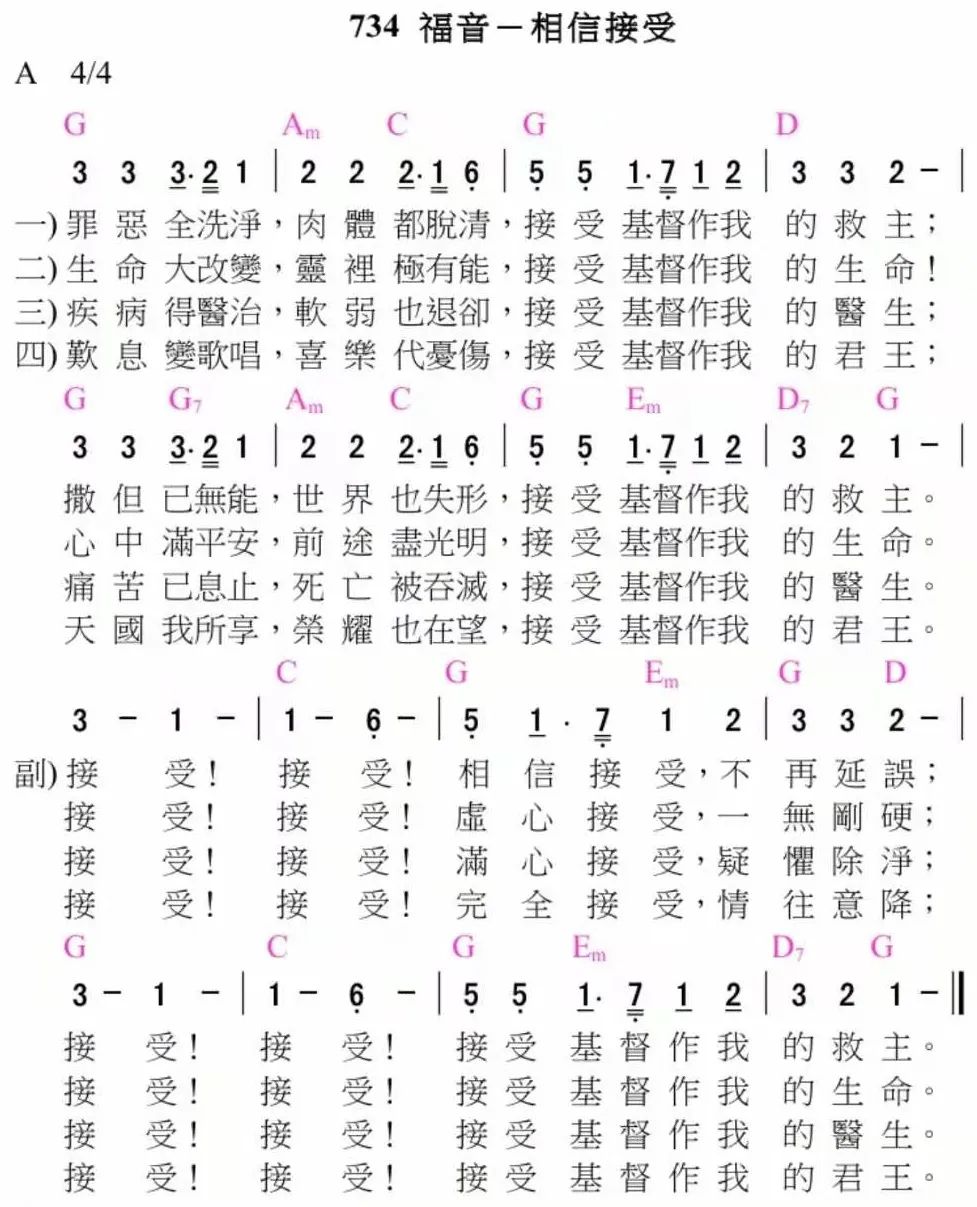 734 福音－相信接受
A 4/4
G Am C G D
3 3 3·2 1 | 2 2 2·1 6 | 5 5 1·7 1 2 | 3 3 2 － |
一)罪惡全洗淨，肉體都脫清，接受基督作我的救主；
二)生命大改變，靈裡極有能，接受基督作我的生命！
三)疾病得醫治，軟弱也退卻，接受基督作我的醫生；
四)歎息變歌唱，喜樂代憂傷，接受基督作我的君王；
G G7 Am C G Em D7 G
3 3 3·2 1 | 2 2 2·1 6 | 5 5 1·7 1 2 | 3 2 1 － |
撒但已無能，世界也失形，接受基督作我的救主。
心中滿平安，前途盡光明，接受基督作我的生命。
痛苦已息止，死亡被吞滅，接受基督作我的醫生。
天國我所享，榮耀也在望，接受基督作我的君王。
C G Em G D
3 － 1 － | 1 － 6 － | 5 1 · 7 1 2 | 3 3 2 － |
副)接受！接受！相信接受，不再延誤；
接受！接受！虛心接受，一無剛硬；
接受！接受！滿心接受，疑懼除淨；
接受！接受！完全接受，情往意降；
G C G Em D7 G
3 － 1 － | 1 － 6 － | 5 5 1· 7 1 2 | 3 2 1 － ‖
接受！接受！接受基督作我的救主。
接受！接受！接受基督作我的生命。
接受！接受！接受基督作我的醫生。
接受！接受！接受基督作我的君王。